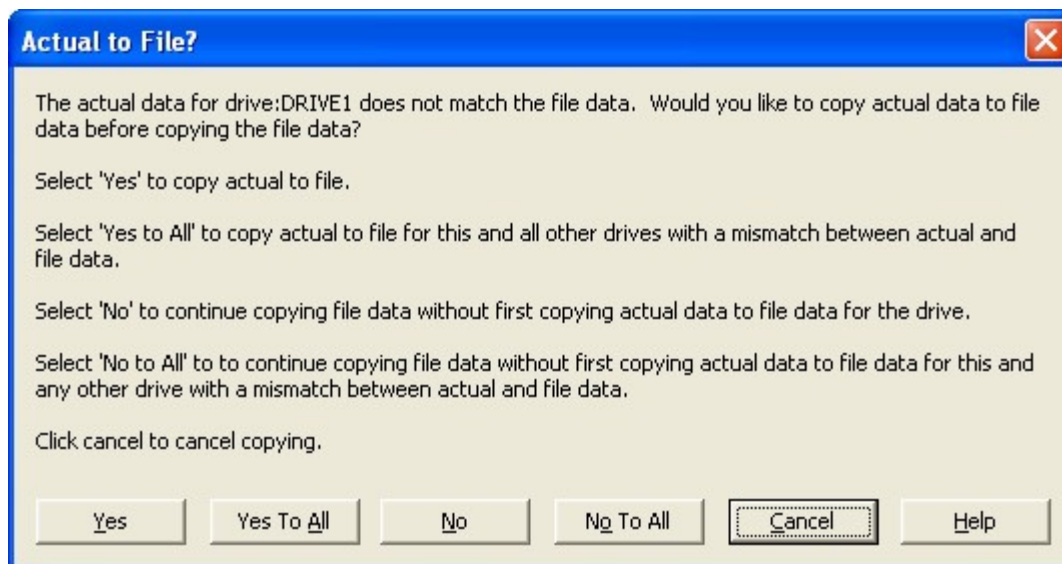 Actual to File?
The actual data for drive:DRIVE1 does not match the file data.  Would you like to copy actual data to file
data before copying the file data?
Select 'Yes' to copy actual to file.
Select 'Yes to All' to copy actual to file for this and all other drives with a mismatch between actual and
file data.
Select 'No' to continue copying file data without first copying actual data to file data for the drive.
Select 'No to All' to to continue copying file data without first copying actual data to file data for this and
any other drive with a mismatch between actual and file data.
Click cancel to cancel copying.
Yes Yes To All No No To All Cancel Help